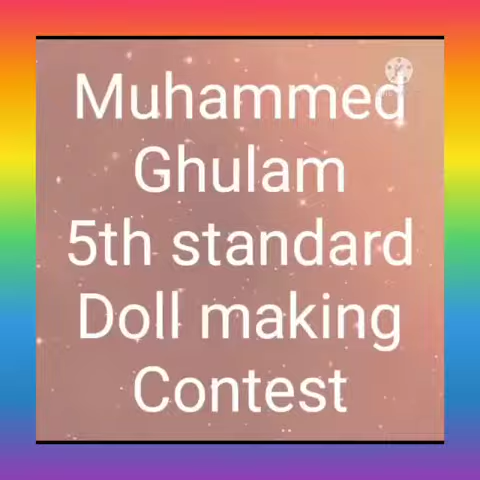 Muhammed
Ghulam
5th standard
Doll making
Contest